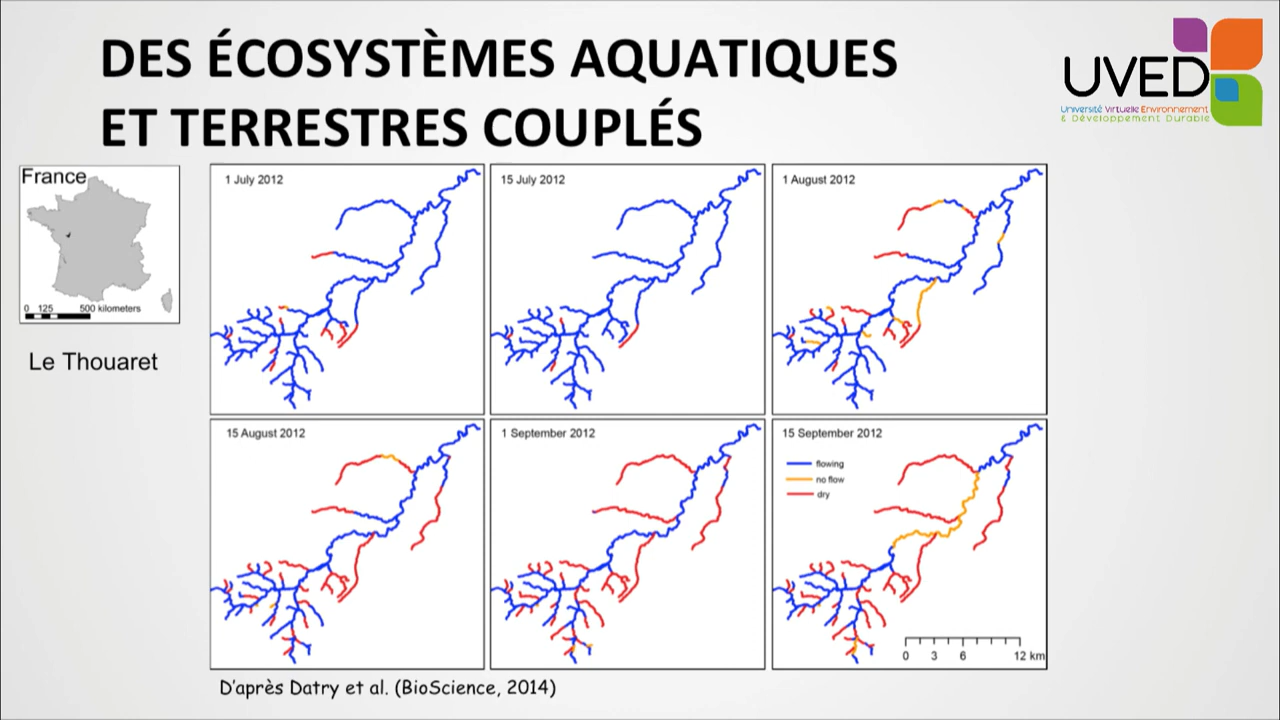 DES ÉCOSYSTÈMES AQUATIQUES
ET TERRESTRES COUPLÉS
UVED
Université Virtuelle Environnement
& Développement Durable
France
0 125 500 kilometers
Le Thouaret
1 July 2012
15 July 2012
1 August 2012
15 August 2012
1 September 2012
15 September 2012
flowing
no flow
dry
0 3 6 12 km
D'après Datry et al. (BioScience, 2014)